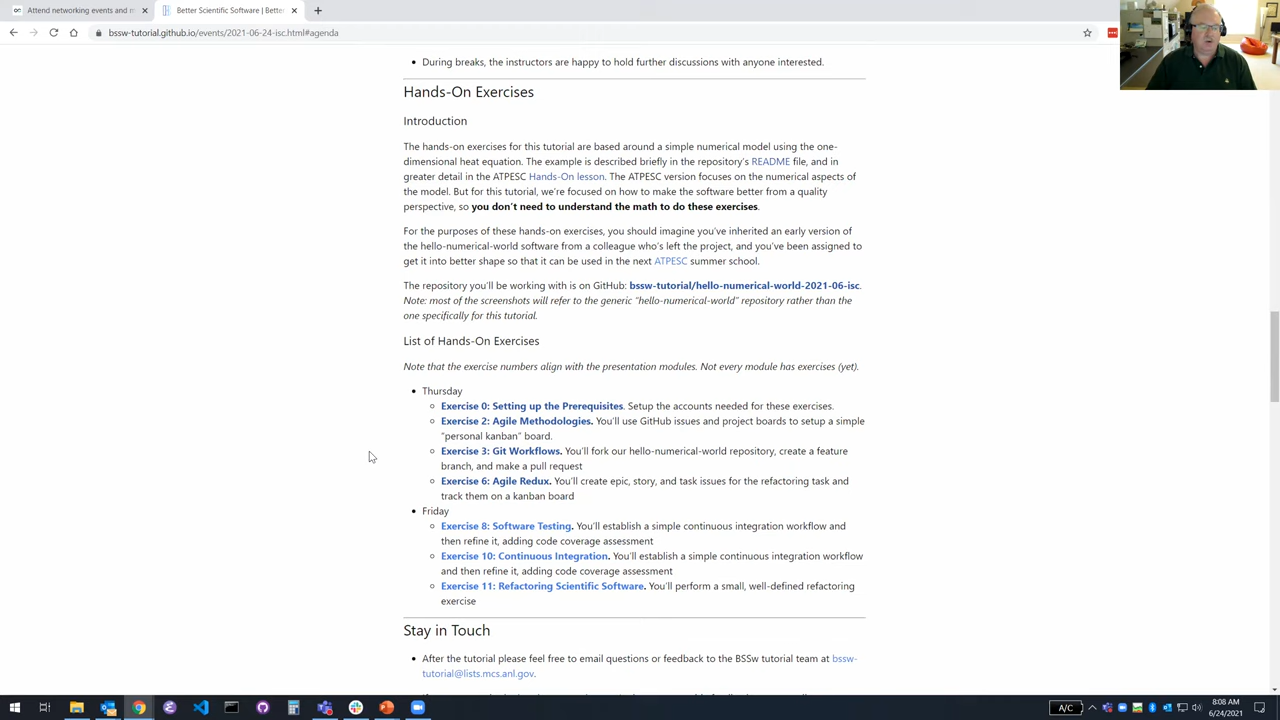 Attend networking events and m
Better Scientific Software | Better
bssw-tutorial.github.io/events/2021-06-24-isc.html#agenda
• During breaks, the instructors are happy to hold further discussions with anyone interested.
Hands-On Exercises
Introduction
The hands-on exercises for this tutorial are based around a simple numerical model using the one-
dimensional heat equation. The example is described briefly in the repository's README file, and in
greater detail in the ATPESC Hands-On lesson. The ATPESC version focuses on the numerical aspects of
the model. But for this tutorial, we're focused on how to make the software better from a quality
perspective, so you don't need to understand the math to do these exercises.
For the purposes of these hands-on exercises, you should imagine you've inherited an early version of
the hello-numerical-world software from a colleague who's left the project, and you've been assigned to
get it into better shape so that it can be used in the next ATPESC summer school.
The repository you'll be working with is on GitHub: bssw-tutorial/hello-numerical-world-2021-06-isc.
Note: most of the screenshots will refer to the generic "hello-numerical-world" repository rather than the
one specifically for this tutorial.
List of Hands-On Exercises
Note that the exercise numbers align with the presentation modules. Not every module has exercises (yet).
• Thursday
Exercise 0: Setting up the Prerequisites. Setup the accounts needed for these exercises.
Exercise 2: Agile Methodologies. You'll use GitHub issues and project boards to setup a simple
"personal kanban" board.
Exercise 3: Git Workflows. You'll fork our hello-numerical-world repository, create a feature
branch, and make a pull request
Exercise 6: Agile Redux. You'll create epic, story, and task issues for the refactoring task and
track them on a kanban board
• Friday
Exercise 8: Software Testing. You'll establish a simple continuous integration workflow and
then refine it, adding code coverage assessment
Exercise 10: Continuous Integration. You'll establish a simple continuous integration workflow
and then refine it, adding code coverage assessment
Exercise 11: Refactoring Scientific Software. You'll perform a small, well-defined refactoring
exercise
Stay in Touch
• After the tutorial please feel free to email questions or feedback to the BSSw tutorial team at bssw-
tutorial@lists.mcs.anl.gov.
A/C
8:08 AM
6/24/2021